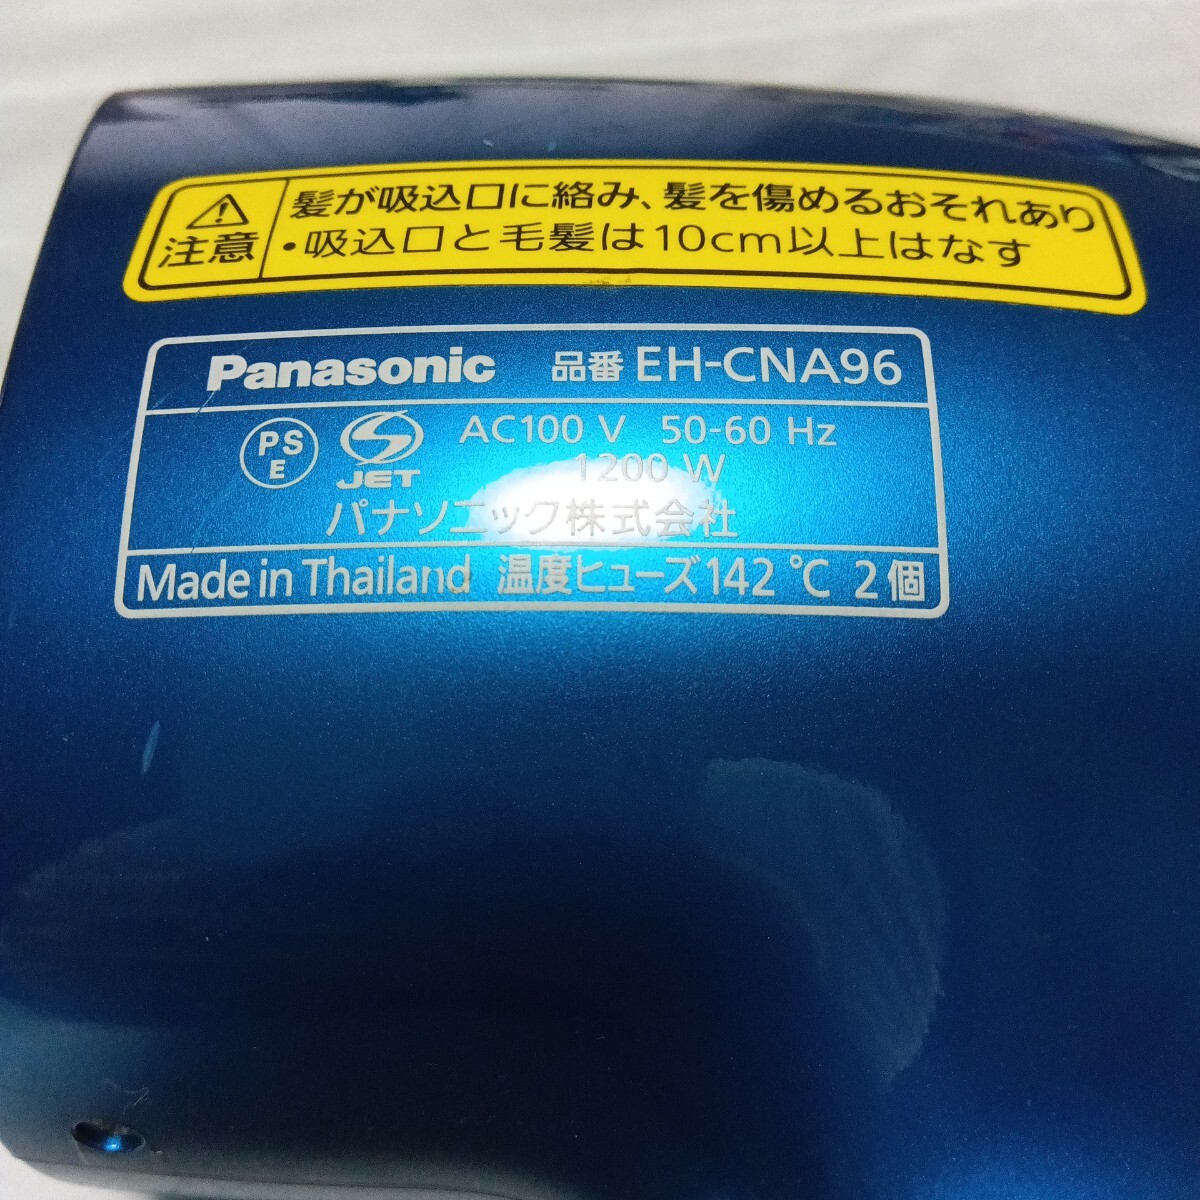 注意
髪が吸込口に絡み、髪を傷めるおそれあり
・吸込口と毛髪は10cm以上はなす
Panasonic 品番 EH-CNA96
PS
E
JET
AC100 V 50-60 Hz
1200 W
パナソニック株式会社
Made in Thailand 温度ヒューズ142 ℃ 2個